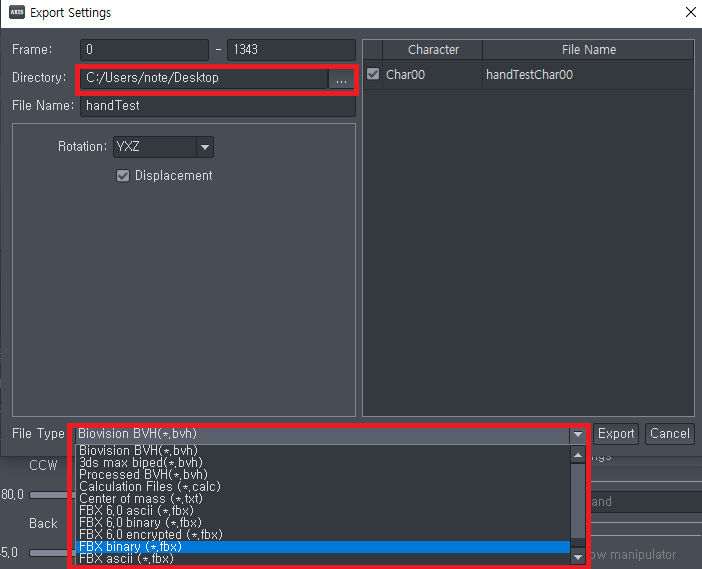 AXIS Export Settings
Frame: 0 - 1343
Directory: C:/Users/note/Desktop ...
File Name: handTest
Rotation: YXZ
Displacement
Character File Name
Char00 handTestChar00
File Type Biovision BVH(*.bvh) Export Cancel
Biovision BVH(*.bvh)
3ds max biped(*.bvh)
Processed BVH(*.bvh)
Calculation Files (*.calc)
Center of mass (*.txt)
FBX 6.0 ascii (*.fbx)
FBX 6.0 binary (*.fbx)
FBX 6.0 encrypted (*.fbx)
FBX binary (*.fbx)
FBX ascii (*.fbx)
CCW
80.0
Back
45.0
ngs
and
ow manipulator